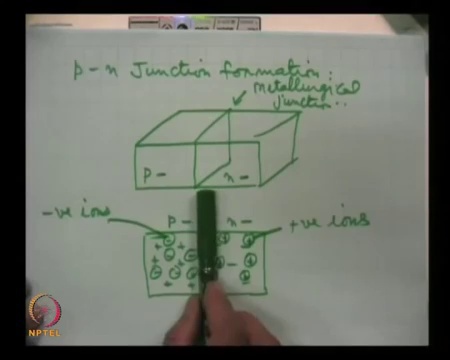 p-n Junction formation:
metallurgical
junction..
p- n-
-ve ions p- n- +ve ions
NPTEL